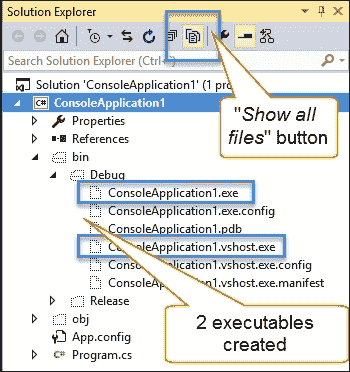 Solution Explorer
Search Solution Explorer (Ctrl+
Solution 'ConsoleApplication1' (1 pro
C# ConsoleApplication1
Properties
References
bin
Debug
ConsoleApplication1.exe
ConsoleApplication1.exe.config
ConsoleApplication1.pdb
ConsoleApplication1.vshost.exe
ConsoleApplication1.vshost.exe.config
ConsoleApplication1.vshost.exe.manifest
Release
obj
App.config
C# Program.cs
"Show all
files" button
2 executables
created